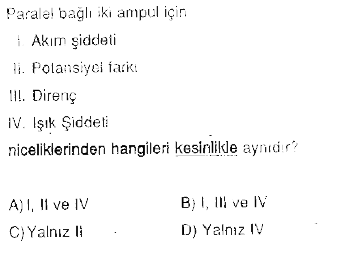 Paralel bağlı iki ampul için
I. Akım şiddeti
II. Potansiyel farkı
III. Direnç
IV. Işık Şiddeti
niceliklerinden hangileri kesinlikle aynıdır?
A) I, II ve IV B) I, III ve IV
C) Yalnız II D) Yalnız IV